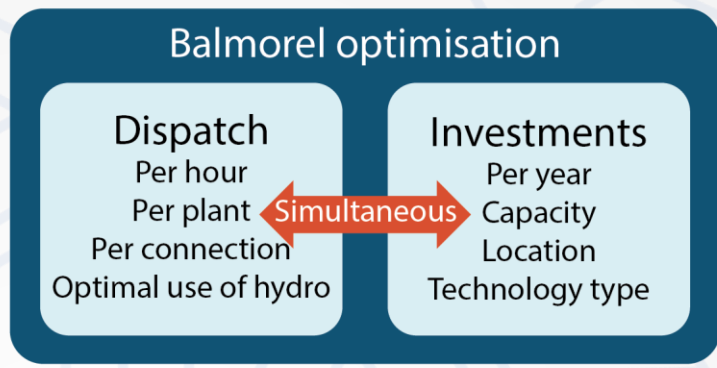 Balmorel optimisation
Dispatch
Per hour
Per plant
Per connection
Optimal use of hydro
Simultaneous
Investments
Per year
Capacity
Location
Technology type